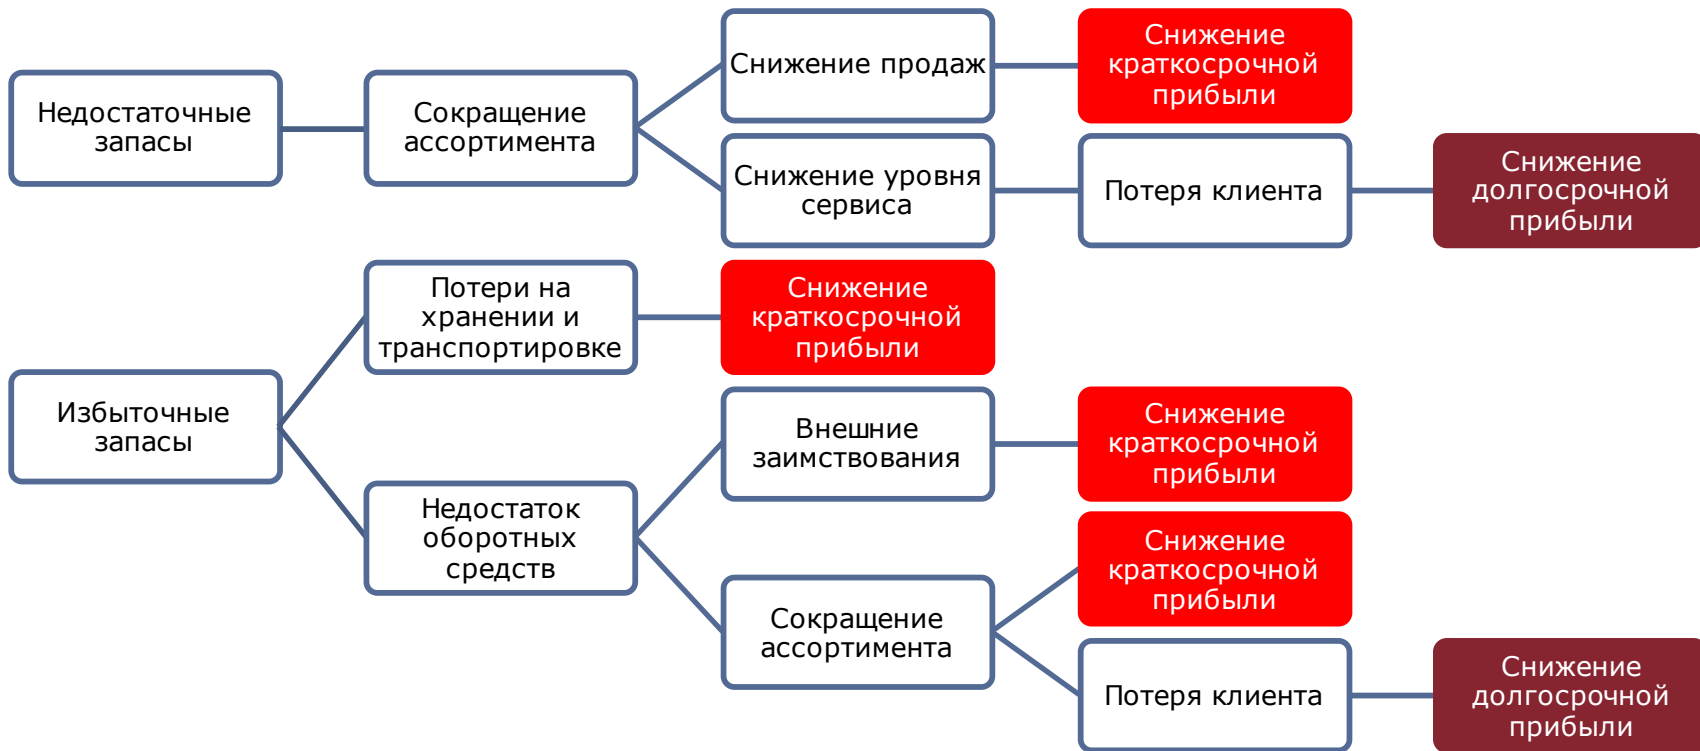 Недостаточные
запасы
Сокращение
ассортимента
Снижение продаж
Снижение
краткосрочной
прибыли
Снижение уровня
сервиса
Потеря клиента
Снижение
долгосрочной
прибыли
Избыточные
запасы
Потери на
хранении и
транспортировке
Снижение
краткосрочной
прибыли
Недостаток
оборотных
средств
Внешние
заимствования
Снижение
краткосрочной
прибыли
Сокращение
ассортимента
Снижение
краткосрочной
прибыли
Потеря клиента
Снижение
долгосрочной
прибыли